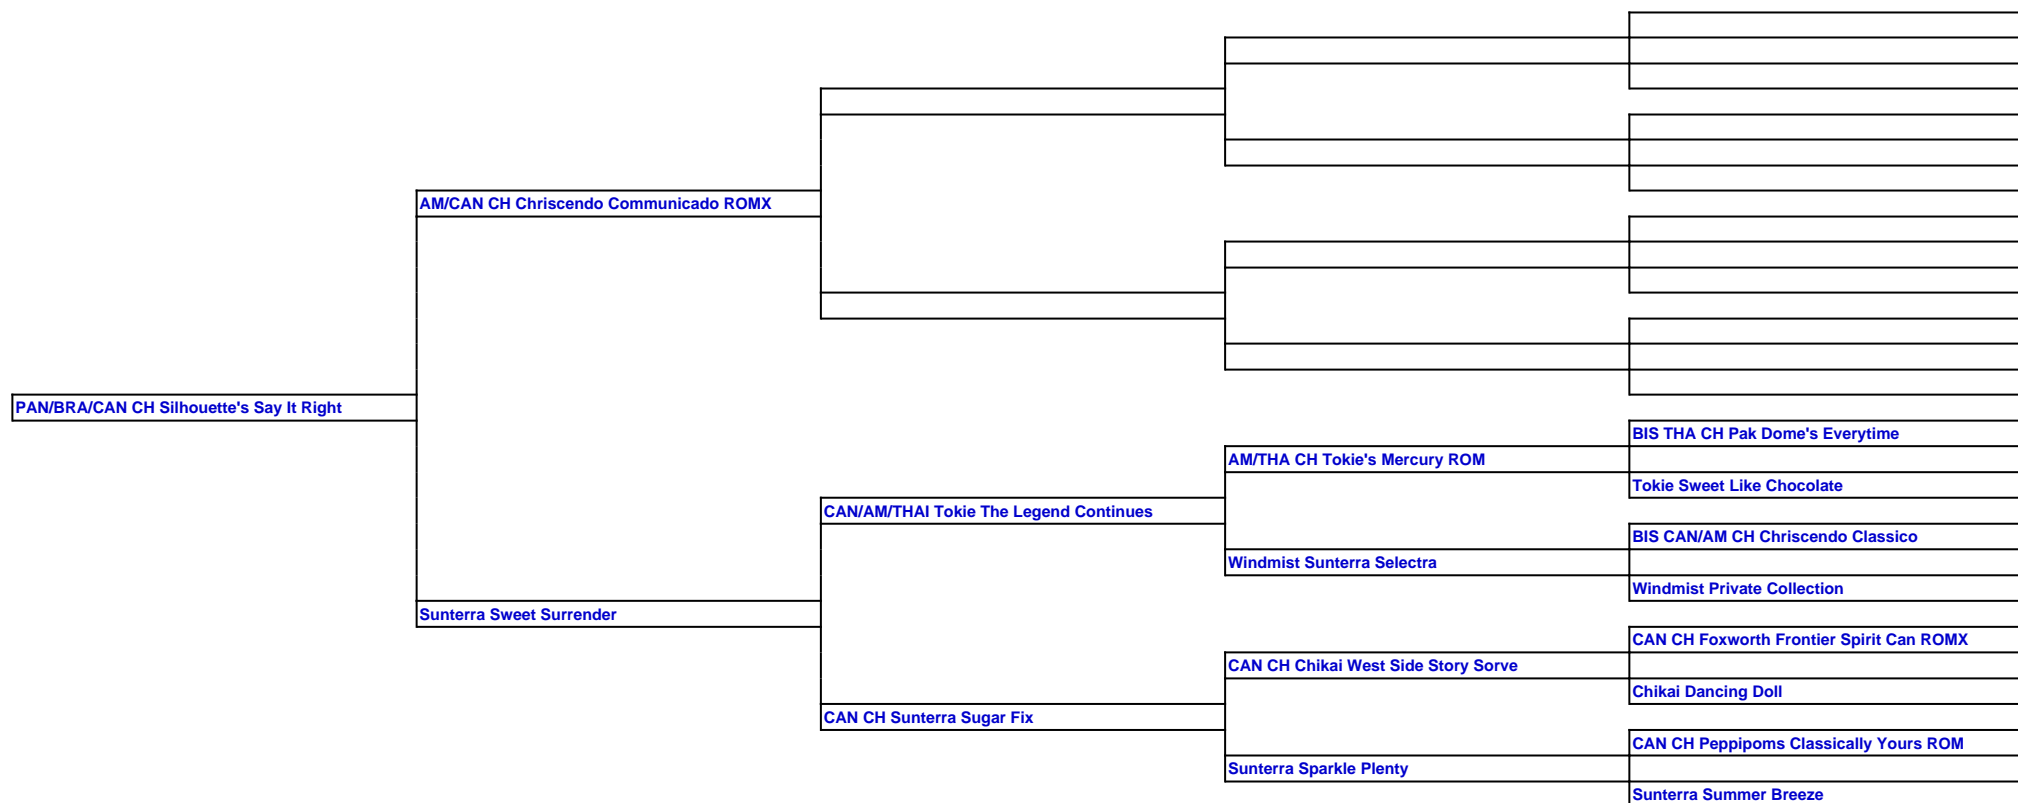 AM/CAN CH Chriscendo Communicado ROMX
PAN/BRA/CAN CH Silhouette's Say It Right
BIS THA CH Pak Dome's Everytime
AM/THA CH Tokie's Mercury ROM
Tokie Sweet Like Chocolate
CAN/AM/THAI Tokie The Legend Continues
BIS CAN/AM CH Chriscendo Classico
Windmist Sunterra Selectra
Windmist Private Collection
Sunterra Sweet Surrender
CAN CH Foxworth Frontier Spirit Can ROMX
CAN CH Chikai West Side Story Sorve
Chikai Dancing Doll
CAN CH Sunterra Sugar Fix
CAN CH Peppipoms Classically Yours ROM
Sunterra Sparkle Plenty
Sunterra Summer Breeze